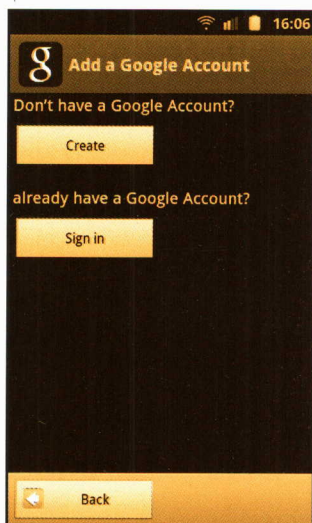 16:06
g Add a Google Account
Don't have a Google Account?
Create
already have a Google Account?
Sign in
Back